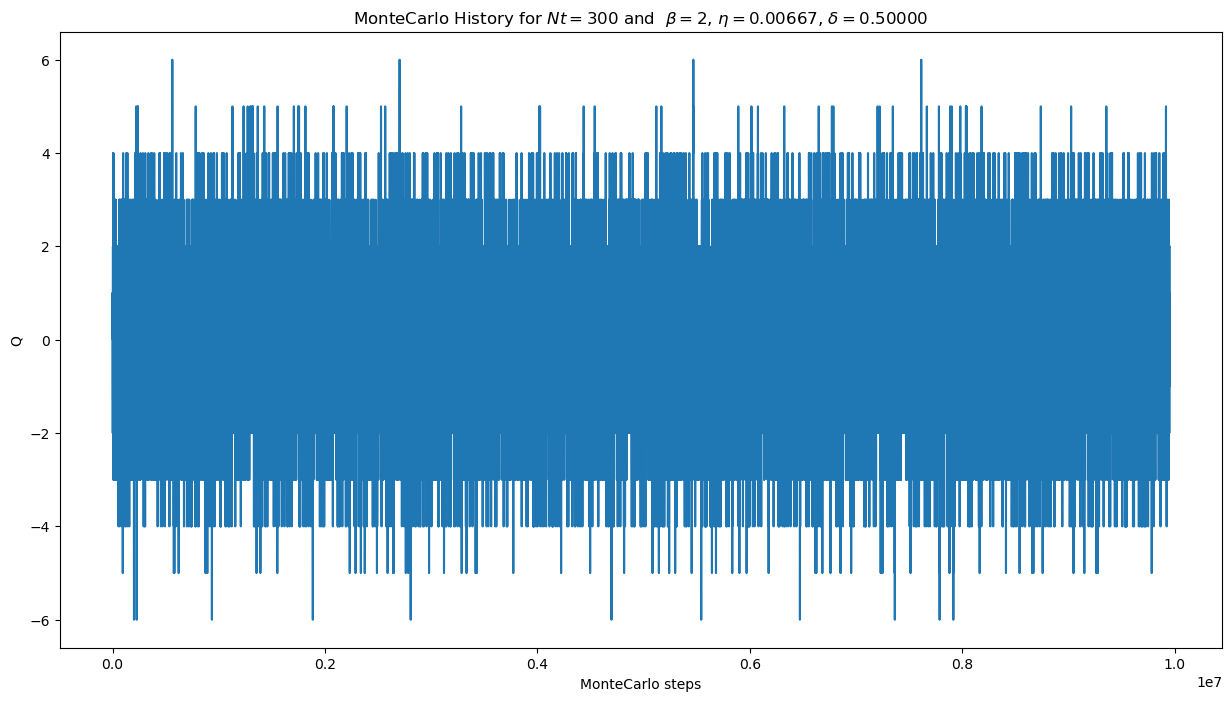 MonteCarlo History for Nt = 300 and β = 2, η = 0.00667, δ = 0.50000
6
4
2
0
−2
−4
−6
Q
0.0 0.2 0.4 0.6 0.8 1.0
1e7
MonteCarlo steps